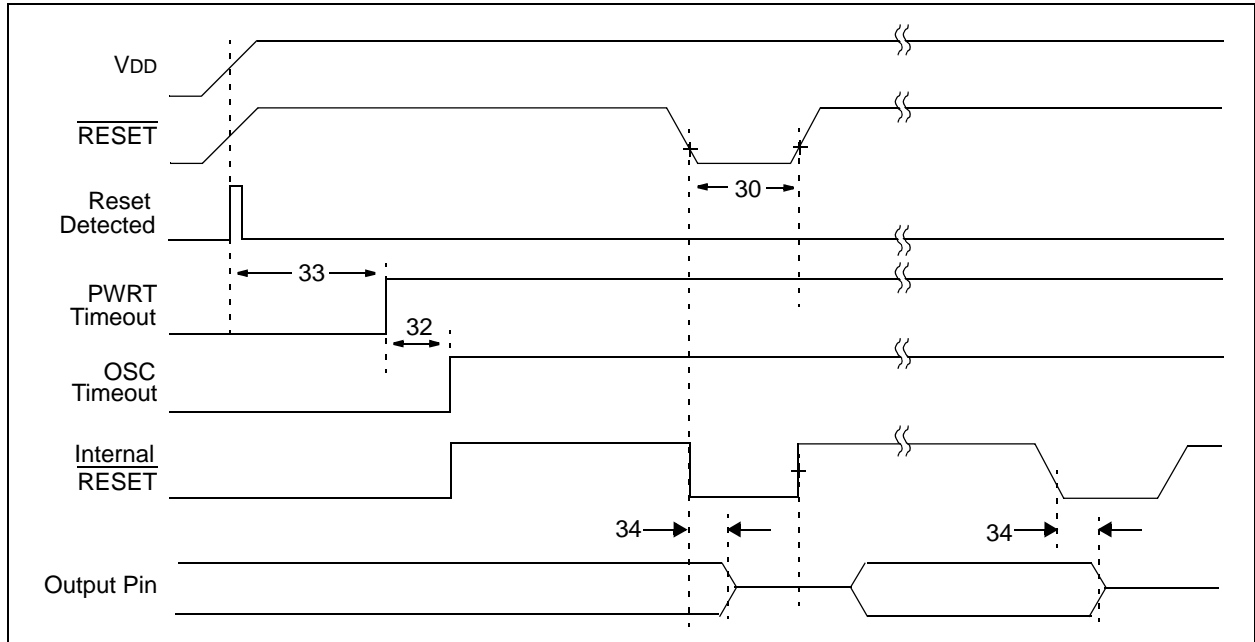 VDD
RESET
Reset
Detected
30
33
PWRT
Timeout
32
OSC
Timeout
Internal
RESET
34
34
Output Pin